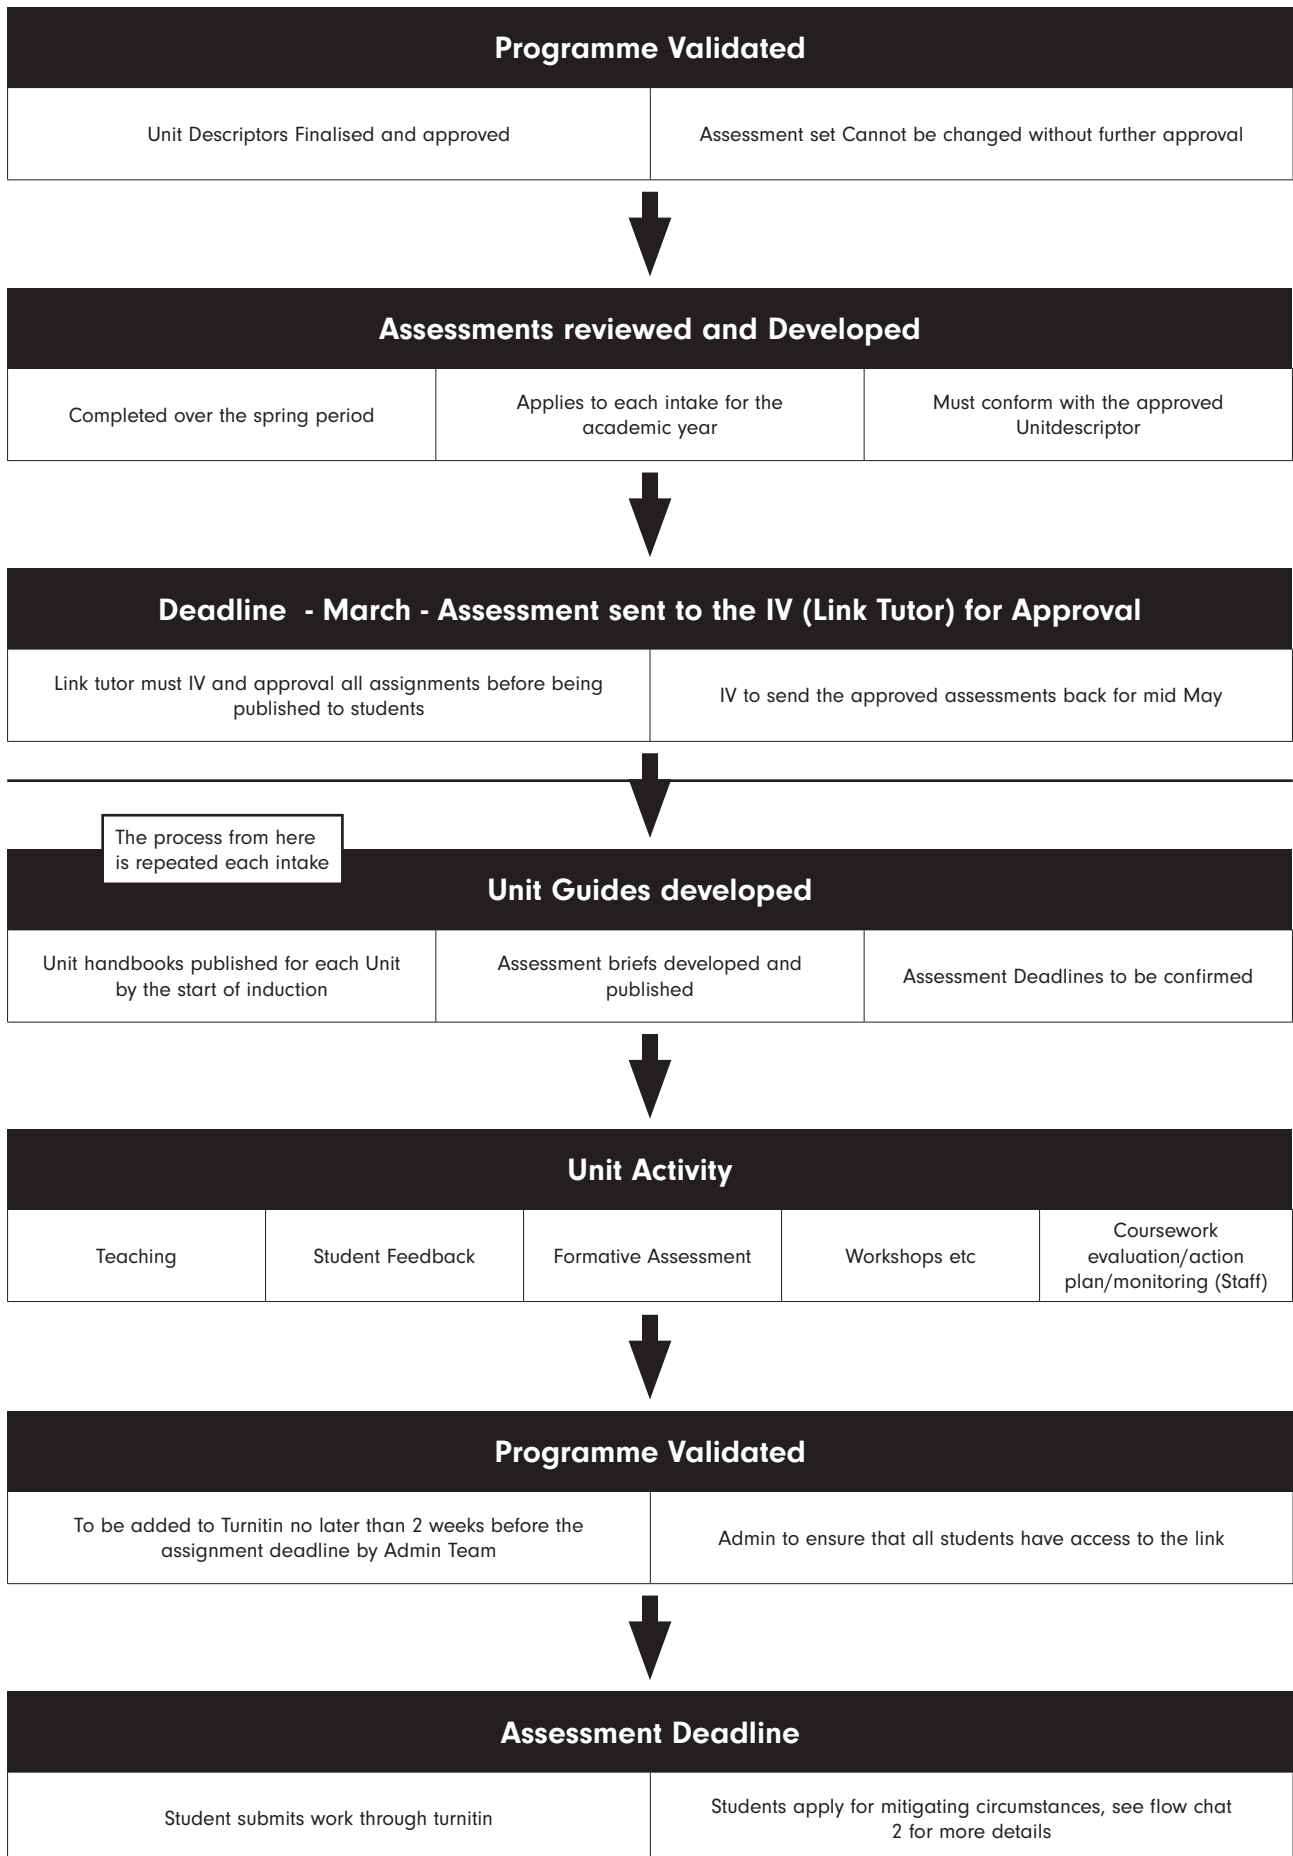 Programme Validated
Unit Descriptors Finalised and approved
Assessment set Cannot be changed without further approval
Assessments reviewed and Developed
Completed over the spring period
Applies to each intake for the
academic year
Must conform with the approved
Unitdescriptor
Deadline  - March - Assessment sent to the IV (Link Tutor) for Approval
Link tutor must IV and approval all assignments before being
published to students
IV to send the approved assessments back for mid May
The process from here
is repeated each intake
Unit Guides developed
Unit handbooks published for each Unit
by the start of induction
Assessment briefs developed and
published
Assessment Deadlines to be confirmed
Unit Activity
Teaching
Student Feedback
Formative Assessment
Workshops etc
Coursework
evaluation/action
plan/monitoring (Staff)
Programme Validated
To be added to Turnitin no later than 2 weeks before the
assignment deadline by Admin Team
Admin to ensure that all students have access to the link
Assessment Deadline
Student submits work through turnitin
Students apply for mitigating circumstances, see flow chat
2 for more details